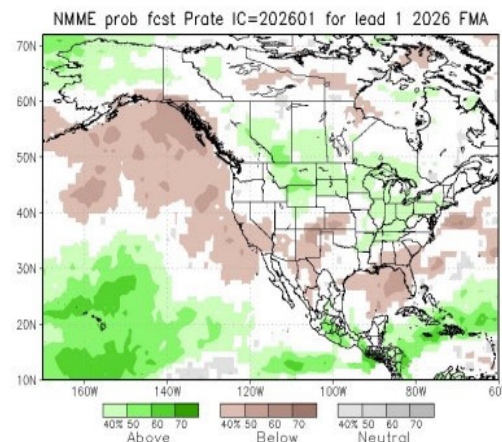 NMME prob fcst Prate IC=202601 for lead 1 2026 FMA
70N
60N
50N
40N
30N
20N
10N
160W
140W
120W
100W
80W
60
40% 50 60 70
Above
40% 50 60 70
Below
40% 50 60 70
Neutral